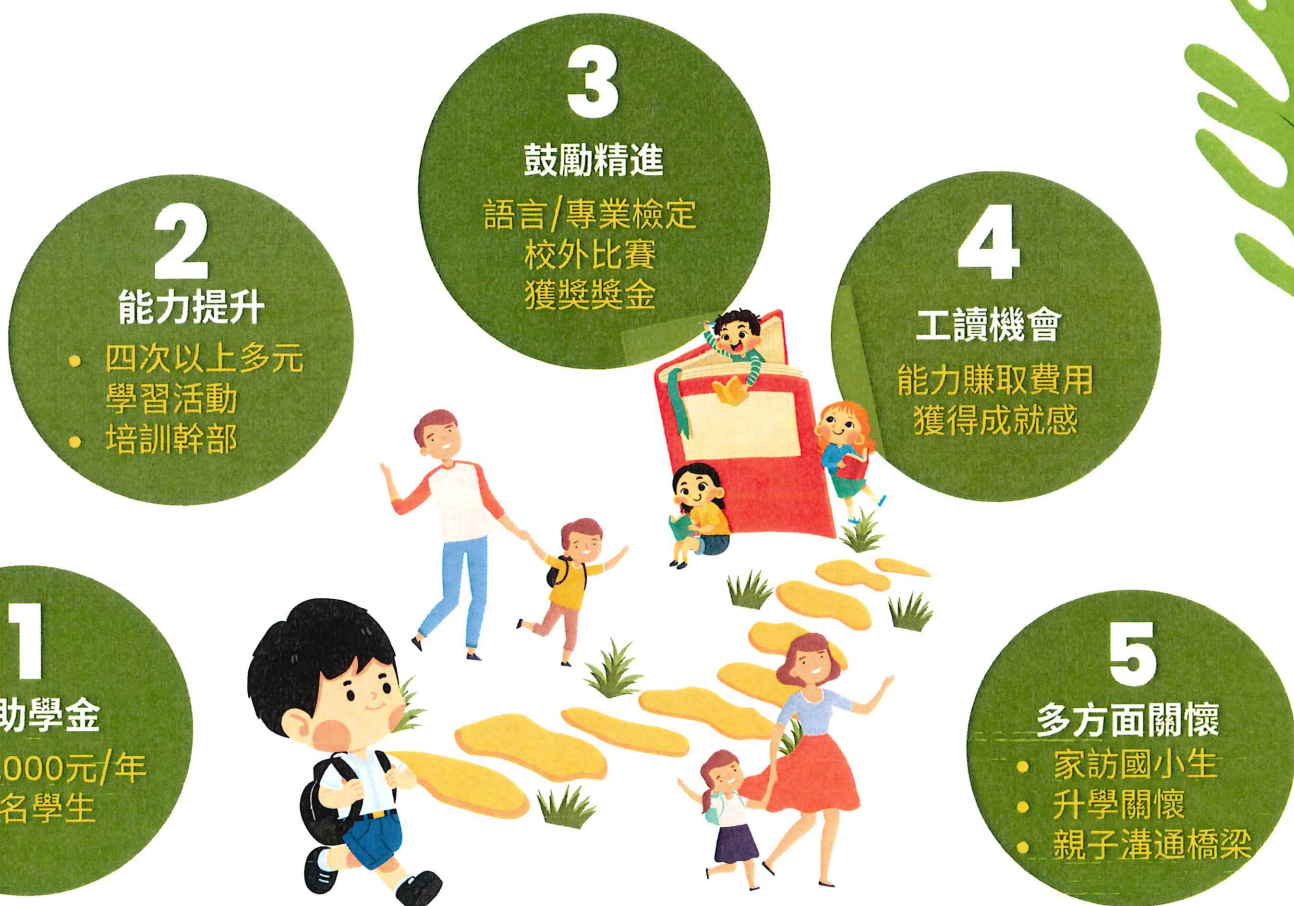 1
助學金
000元/年
名學生
2
能力提升
• 四次以上多元
學習活動
• 培訓幹部
3
鼓勵精進
語言/專業檢定
校外比賽
獲獎獎金
4
工讀機會
能力賺取費用
獲得成就感
5
多方面關懷
• 家訪國小生
• 升學關懷
• 親子溝通橋梁